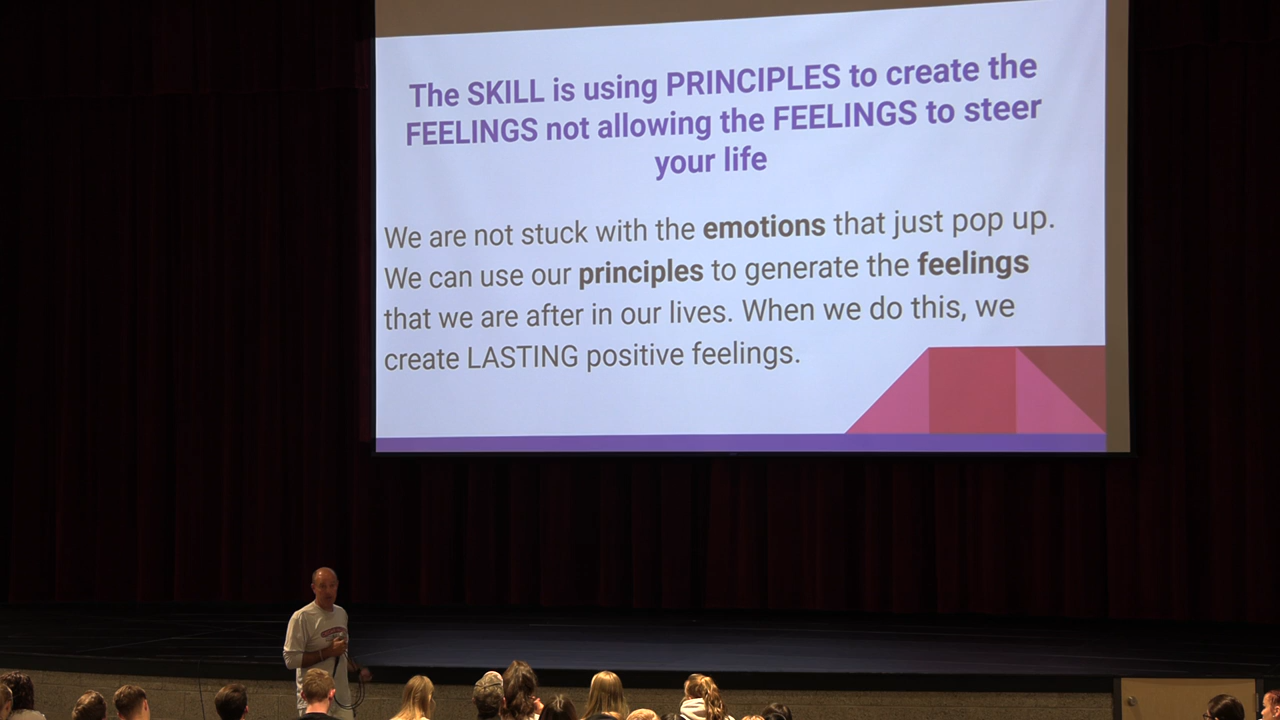 The SKILL is using PRINCIPLES to create the
FEELINGS not allowing the FEELINGS to steer
your life
We are not stuck with the emotions that just pop up.
We can use our principles to generate the feelings
that we are after in our lives. When we do this, we
create LASTING positive feelings.